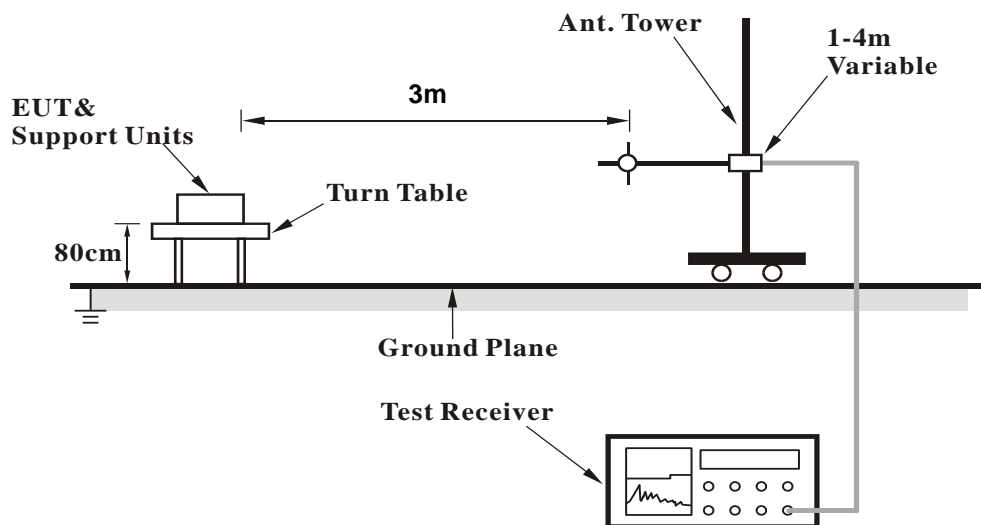 Ant. Tower
1-4m
Variable
3m
EUT&
Support Units
Turn Table
80cm
Ground Plane
Test Receiver